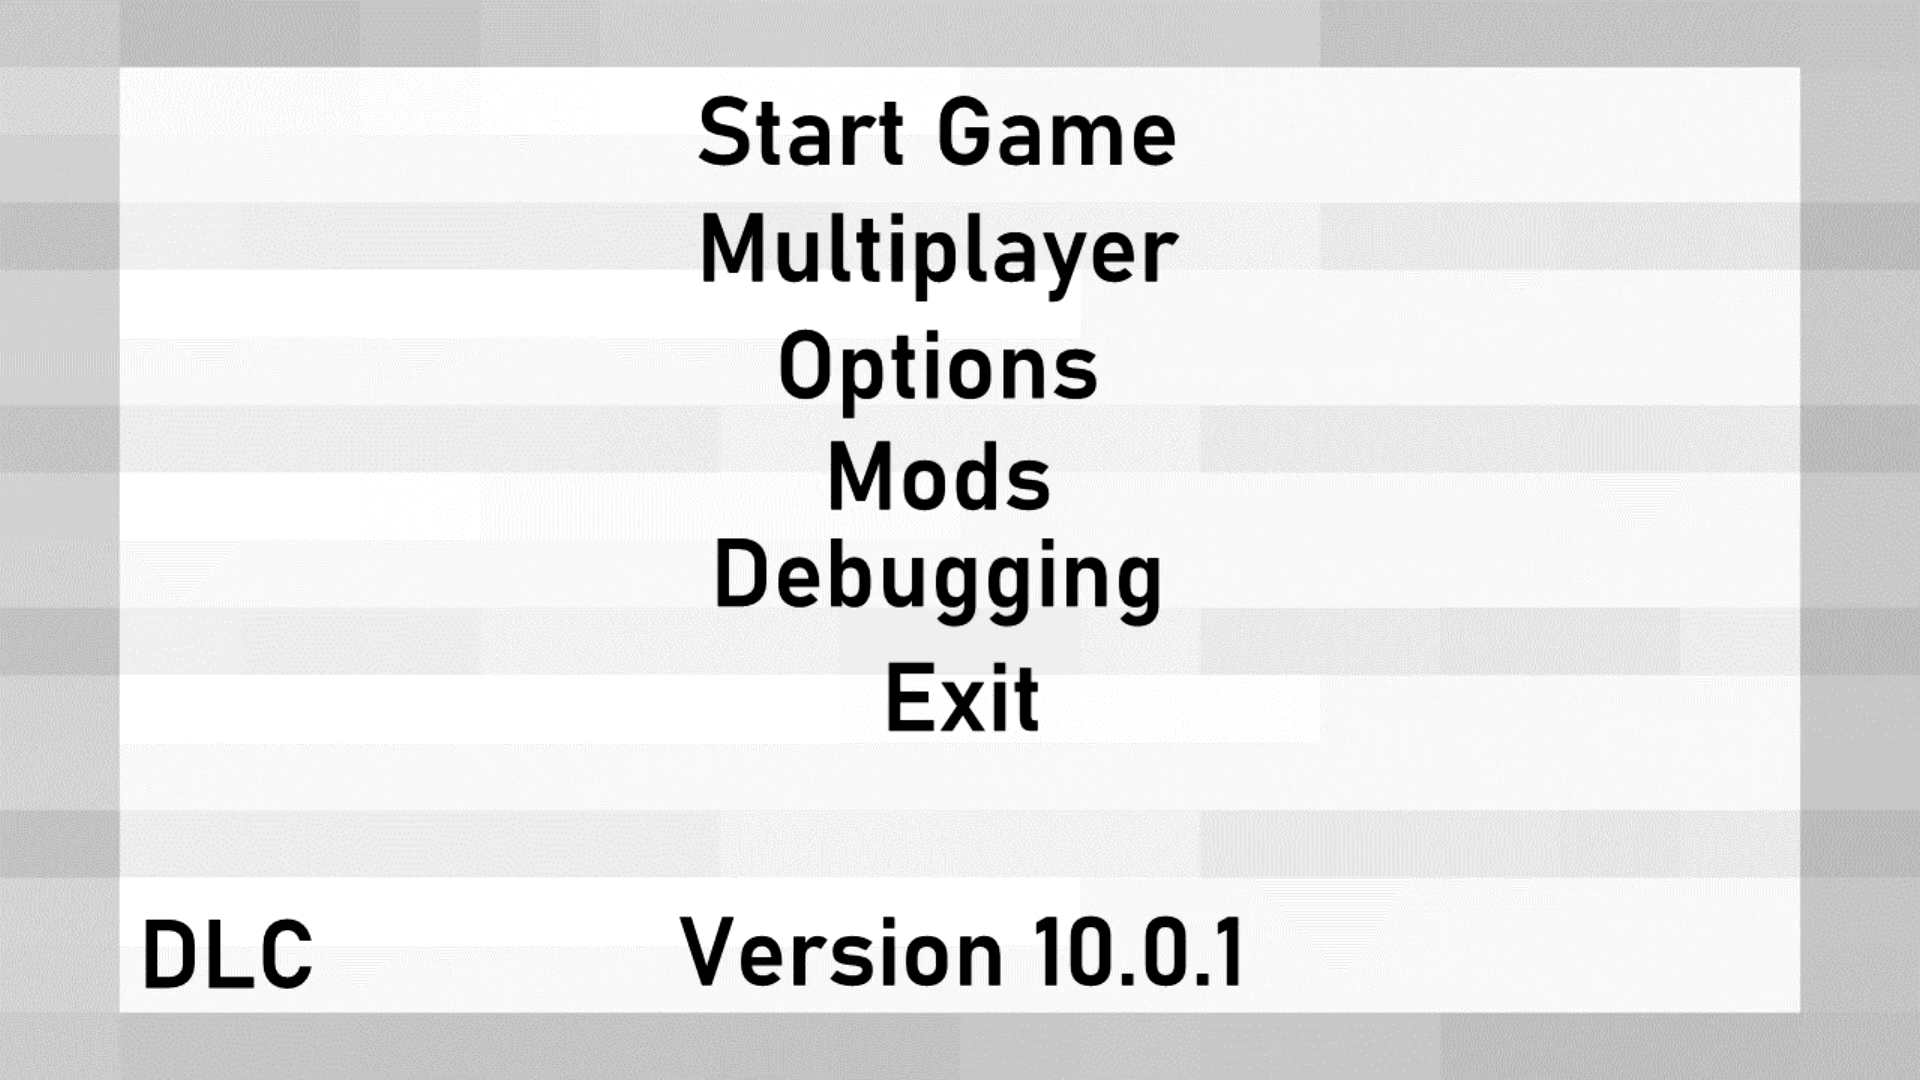 Start Game
Multiplayer
Options
Mods
Debugging
Exit
DLC
Version 10.0.1